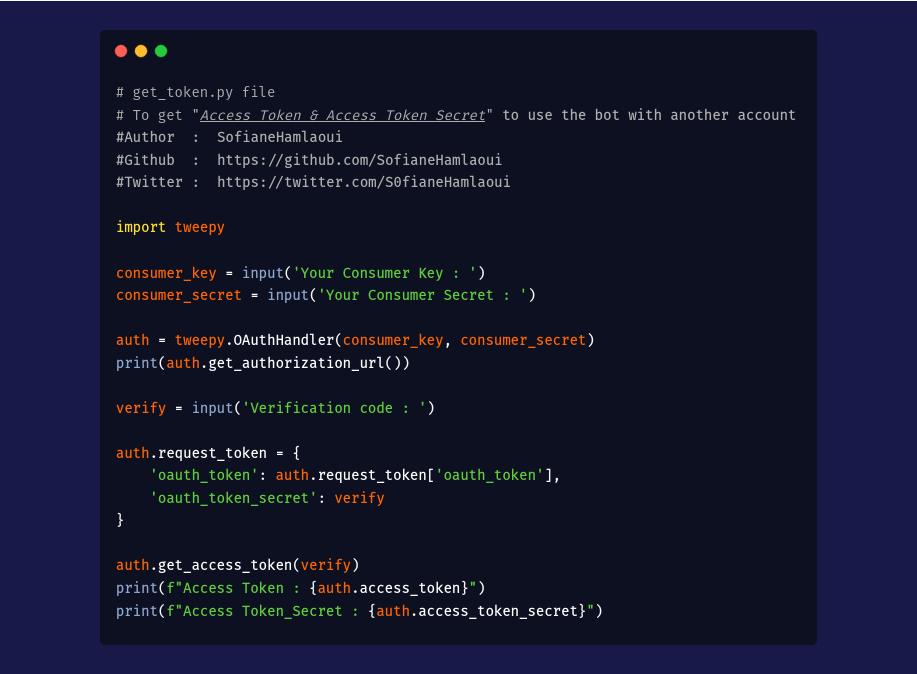 # get_token.py file
# To get "Access Token & Access Token Secret" to use the bot with another account
#Author  :  SofianeHamlaoui
#Github  :  https://github.com/SofianeHamlaoui
#Twitter :  https://twitter.com/S0fianeHamlaoui
import tweepy
consumer_key = input('Your Consumer Key : ')
consumer_secret = input('Your Consumer Secret : ')
auth = tweepy.OAuthHandler(consumer_key, consumer_secret)
print(auth.get_authorization_url())
verify = input('Verification code : ')
auth.request_token = {
    'oauth_token': auth.request_token['oauth_token'],
    'oauth_token_secret': verify
}
auth.get_access_token(verify)
print(f"Access Token : {auth.access_token}")
print(f"Access Token_Secret : {auth.access_token_secret}")